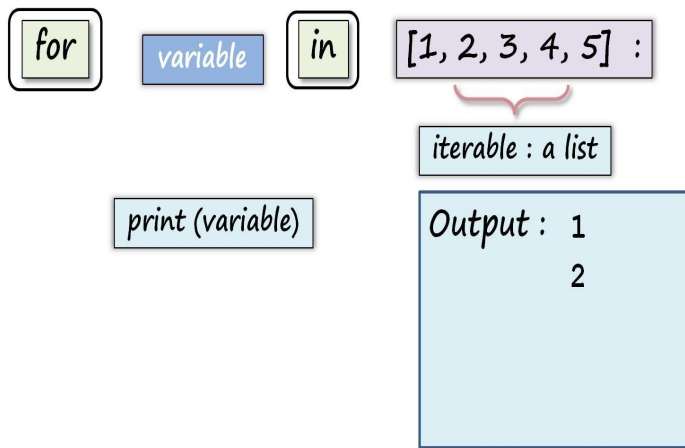 for variable in [1, 2, 3, 4, 5] :
iterable : a list
print (variable)
Output : 1
2